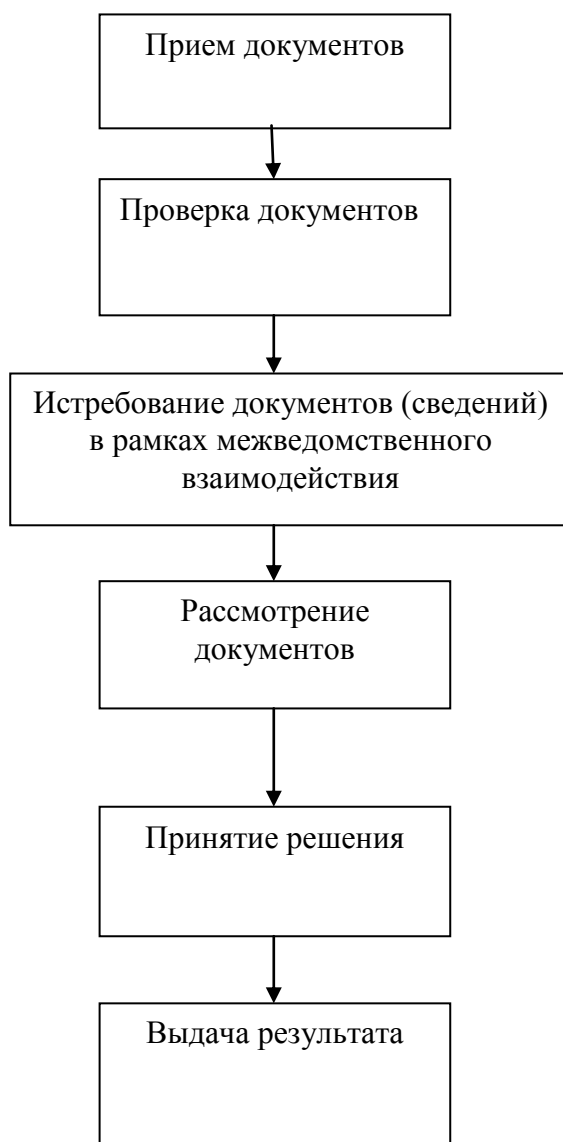 Прием документов
Проверка документов
Истребование документов (сведений)
в рамках межведомственного
взаимодействия
Рассмотрение
документов
Принятие решения
Выдача результата